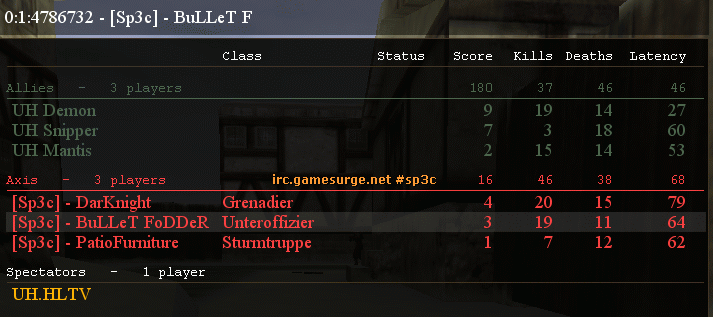 0:1:4786732 - [Sp3c] - BuLLeT F
Class Status Score Kills Deaths Latency
Allies - 3 players 180 37 46 46
UH Demon 9 19 14 27
UH Snipper 7 3 18 60
UH Mantis 2 15 14 53
Axis - 3 players irc.gamesurge.net #sp3c 16 46 38 68
[Sp3c] - DarKnight Grenadier 4 20 15 79
[Sp3c] - BuLLeT FoDDeR Unteroffizier 3 19 11 64
[Sp3c] - PatioFurniture Sturmtruppe 1 7 12 62
Spectators - 1 player
UH.HLTV